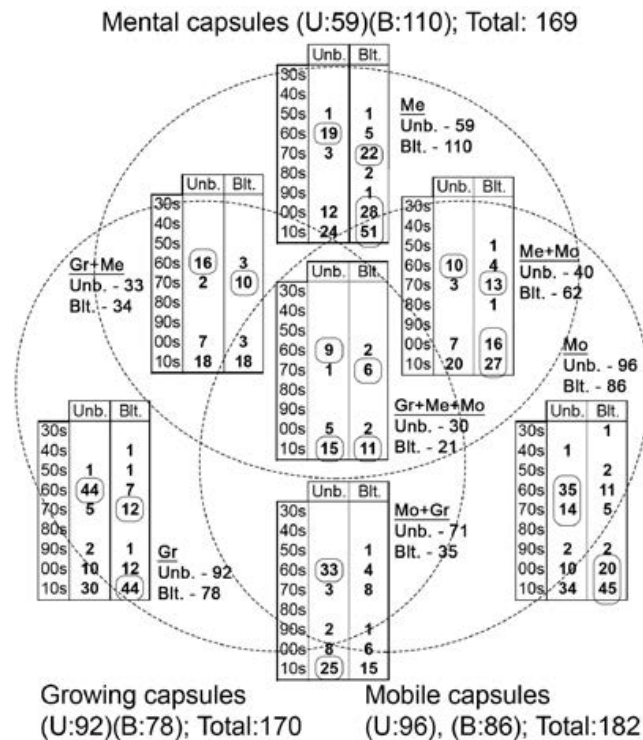 Mental capsules (U:59)(B:110); Total: 169
Unb. Blt.
30s
40s
50s 1 1
60s 19 5
70s 3 22
80s 2
90s 1
00s 12 28
10s 24 51
Me
Unb. - 59
Blt. - 110
Gr+Me
Unb. - 33
Blt. - 34
Unb. Blt.
30s
40s
50s
60s 16 3
70s 2 10
80s
90s
00s 7 3
10s 18 18
Unb. Blt.
30s
40s
50s 1
60s 10 4
70s 3 13
80s 1
90s
00s 7 16
10s 20 27
Me+Mo
Unb. - 40
Blt. - 62
Unb. Blt.
30s
40s
50s
60s 9 2
70s 1 6
80s
90s
00s 5 2
10s 15 11
Gr+Me+Mo
Unb. - 30
Blt. - 21
Unb. Blt.
30s
40s 1
50s 1 1
60s 44 7
70s 5 12
80s
90s 2 1
00s 10 12
10s 30 44
Gr
Unb. - 92
Blt. - 78
Unb. Blt.
30s
40s
50s 1
60s 33 4
70s 3 8
80s
90s 2 1
00s 8 6
10s 25 15
Mo+Gr
Unb. - 71
Blt. - 35
Mo
Unb. - 96
Blt. - 86
Unb. Blt.
30s 1
40s 1
50s 2
60s 35 11
70s 14 5
80s
90s 2 2
00s 10 20
10s 34 45
Growing capsules
(U:92)(B:78); Total:170
Mobile capsules
(U:96), (B:86); Total:182